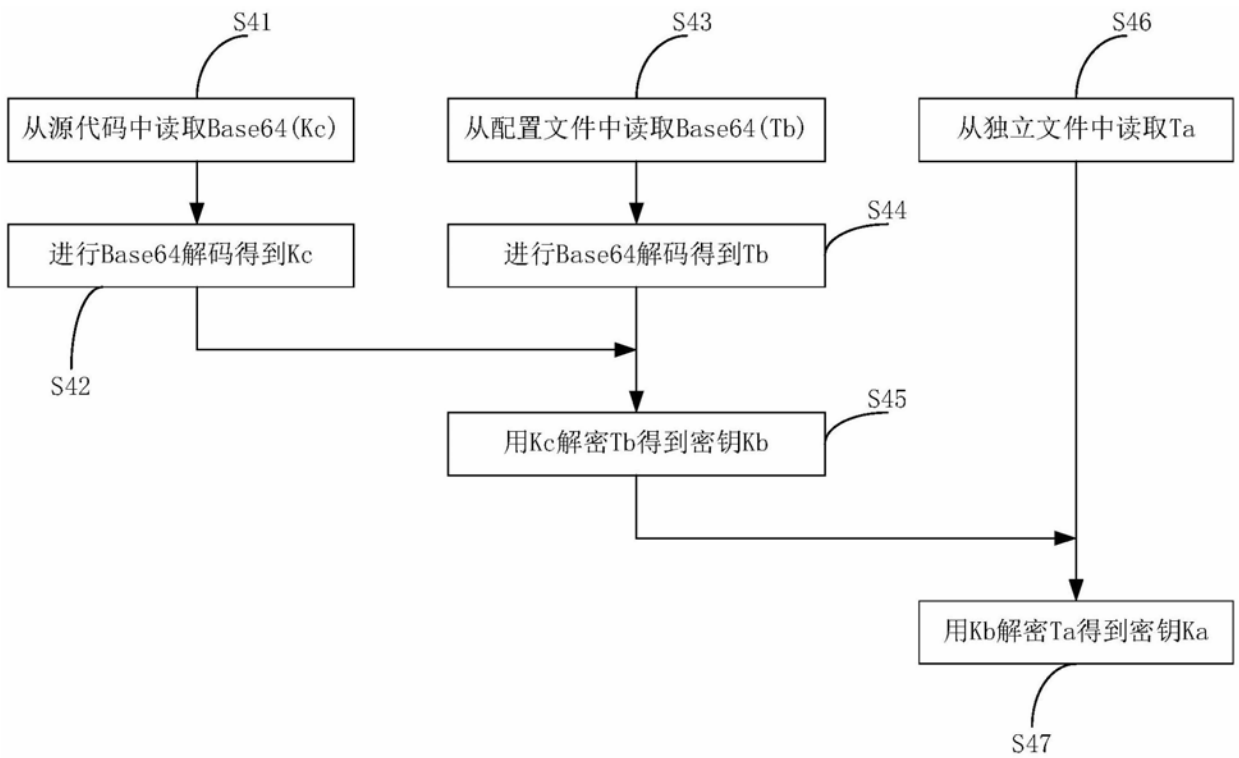 S41
S43
S46
从源代码中读取Base64(Kc)
从配置文件中读取Base64(Tb)
从独立文件中读取Ta
S44
进行Base64解码得到Kc
进行Base64解码得到Tb
S42
S45
用Kc解密Tb得到密钥Kb
用Kb解密Ta得到密钥Ka
S47